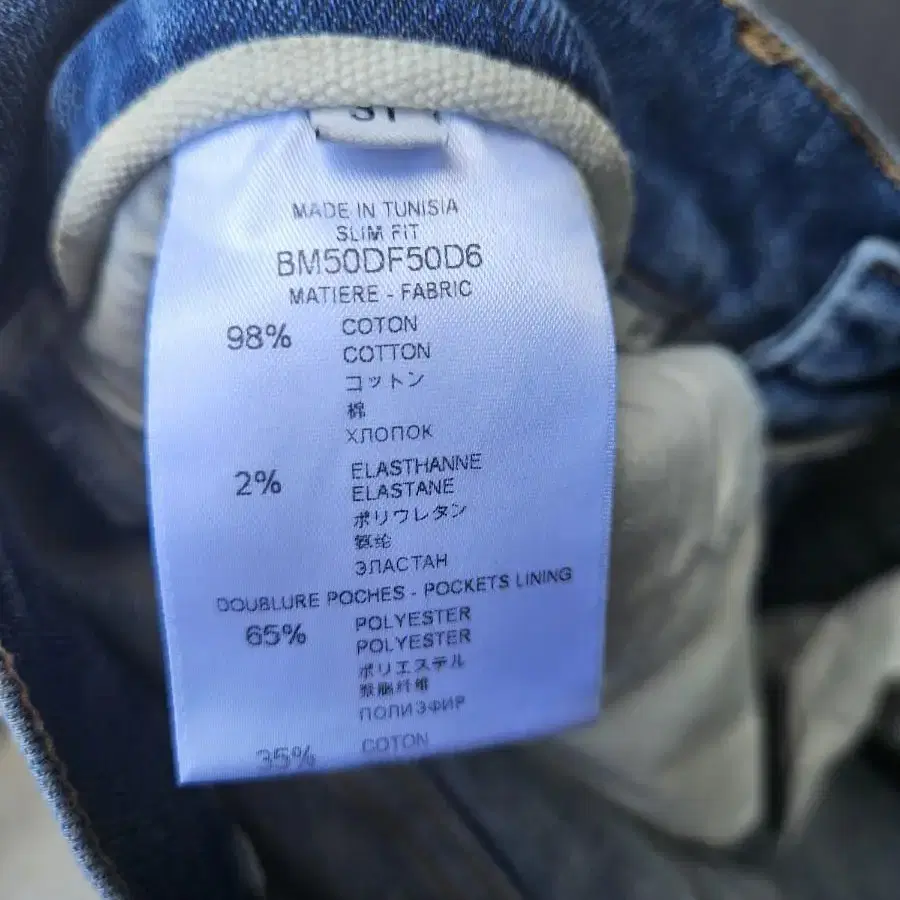 31
MADE IN TUNISIA
SLIM FIT
BM50DF50D6
MATIERE - FABRIC
98% COTON
COTTON
コットン
棉
ХЛОПОК
2% ELASTHANNE
ELASTANE
ポリウレタン
氨纶
ЭЛАСТАН
DOUBLURE POCHES - POCKETS LINING
65% POLYESTER
POLYESTER
ポリエステル
聚脂纤维
ПОЛИЭФИР
35% COTON